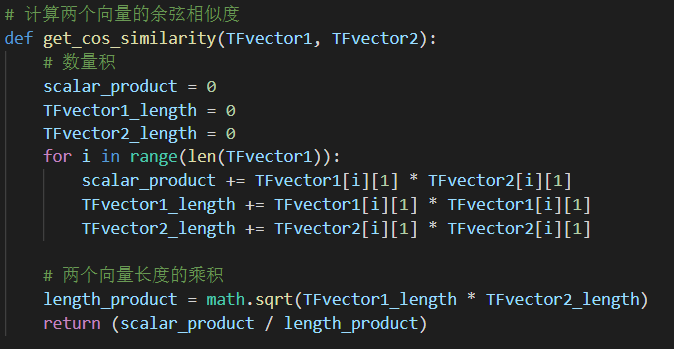 # 计算两个向量的余弦相似度
def get_cos_similarity(TFvector1, TFvector2):
    # 数量积
    scalar_product = 0
    TFvector1_length = 0
    TFvector2_length = 0
    for i in range(len(TFvector1)):
        scalar_product += TFvector1[i][1] * TFvector2[i][1]
        TFvector1_length += TFvector1[i][1] * TFvector1[i][1]
        TFvector2_length += TFvector2[i][1] * TFvector2[i][1]

    # 两个向量长度的乘积
    length_product = math.sqrt(TFvector1_length * TFvector2_length)
    return (scalar_product / length_product)